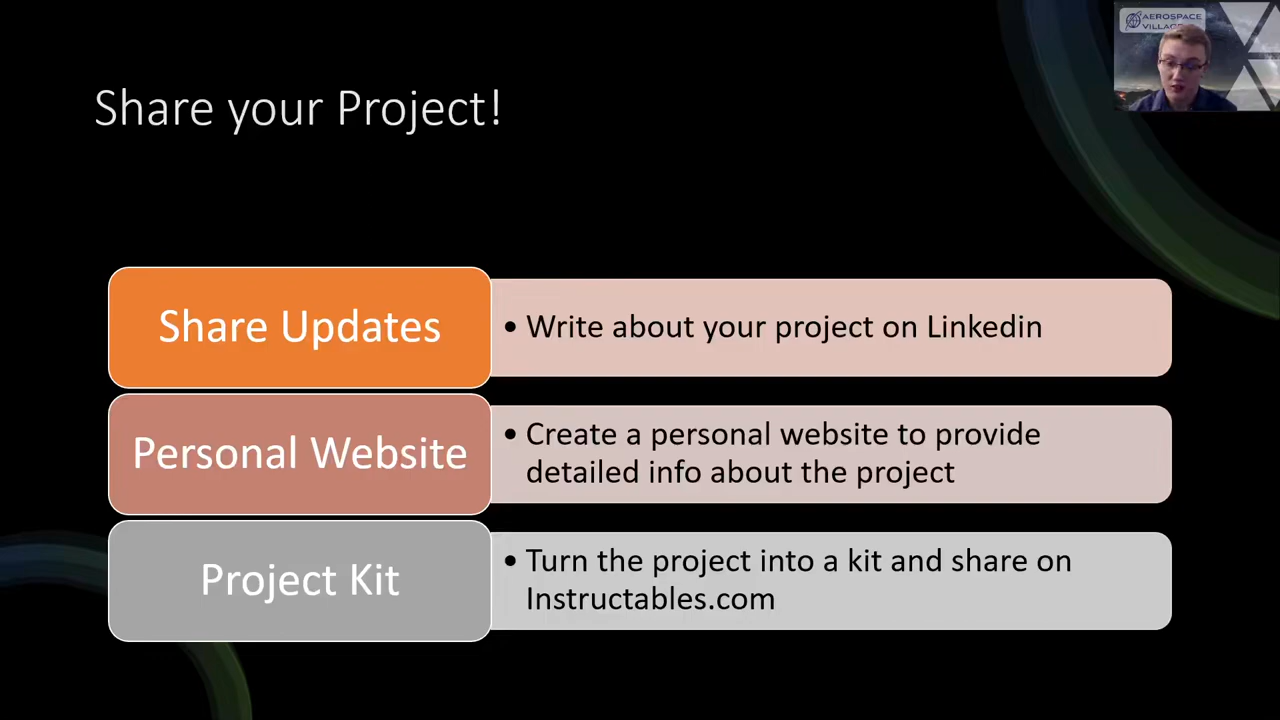 AEROSPACE
VILLAGE
Share your Project!
Share Updates
• Write about your project on Linkedin
Personal Website
• Create a personal website to provide
detailed info about the project
Project Kit
• Turn the project into a kit and share on
Instructables.com